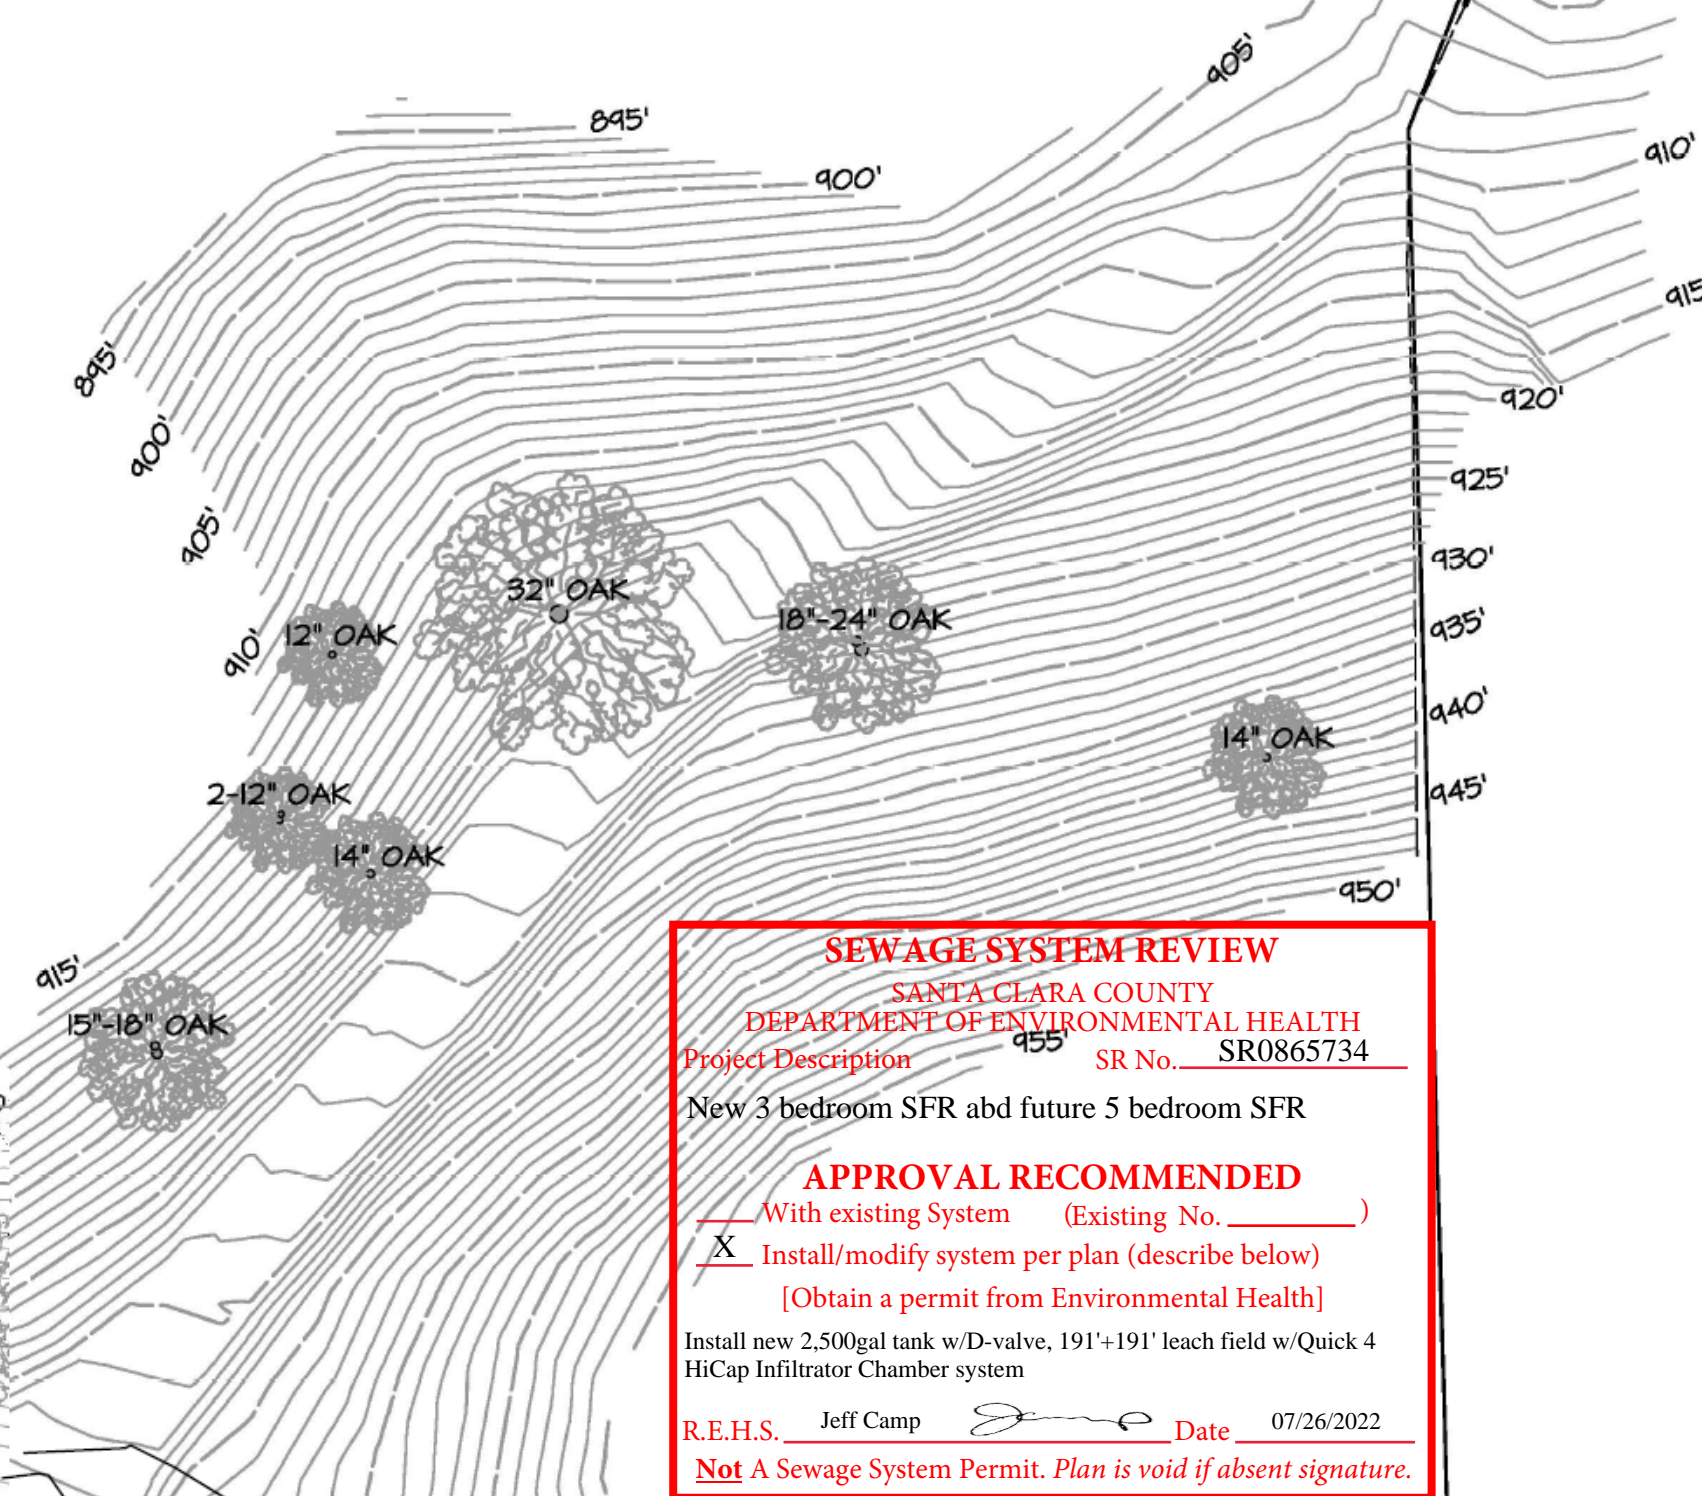 905'
895'
910'
900'
915
895'
920'
900'
925'
905'
930'
32" OAK
18"-24" OAK
935'
12" OAK
910'
940'
14" OAK
2-12" OAK
945'
14" OAK
950'
915'
15"-18" OAK
955'
SEWAGE SYSTEM REVIEW
SANTA CLARA COUNTY
DEPARTMENT OF ENVIRONMENTAL HEALTH
Project Description SR No. SR0865734
New 3 bedroom SFR abd future 5 bedroom SFR
APPROVAL RECOMMENDED
With existing System (Existing No. )
X Install/modify system per plan (describe below)
[Obtain a permit from Environmental Health]
Install new 2,500gal tank w/D-valve, 191'+191' leach field w/Quick 4
HiCap Infiltrator Chamber system
R.E.H.S. Jeff Camp Date 07/26/2022
Not A Sewage System Permit. Plan is void if absent signature.